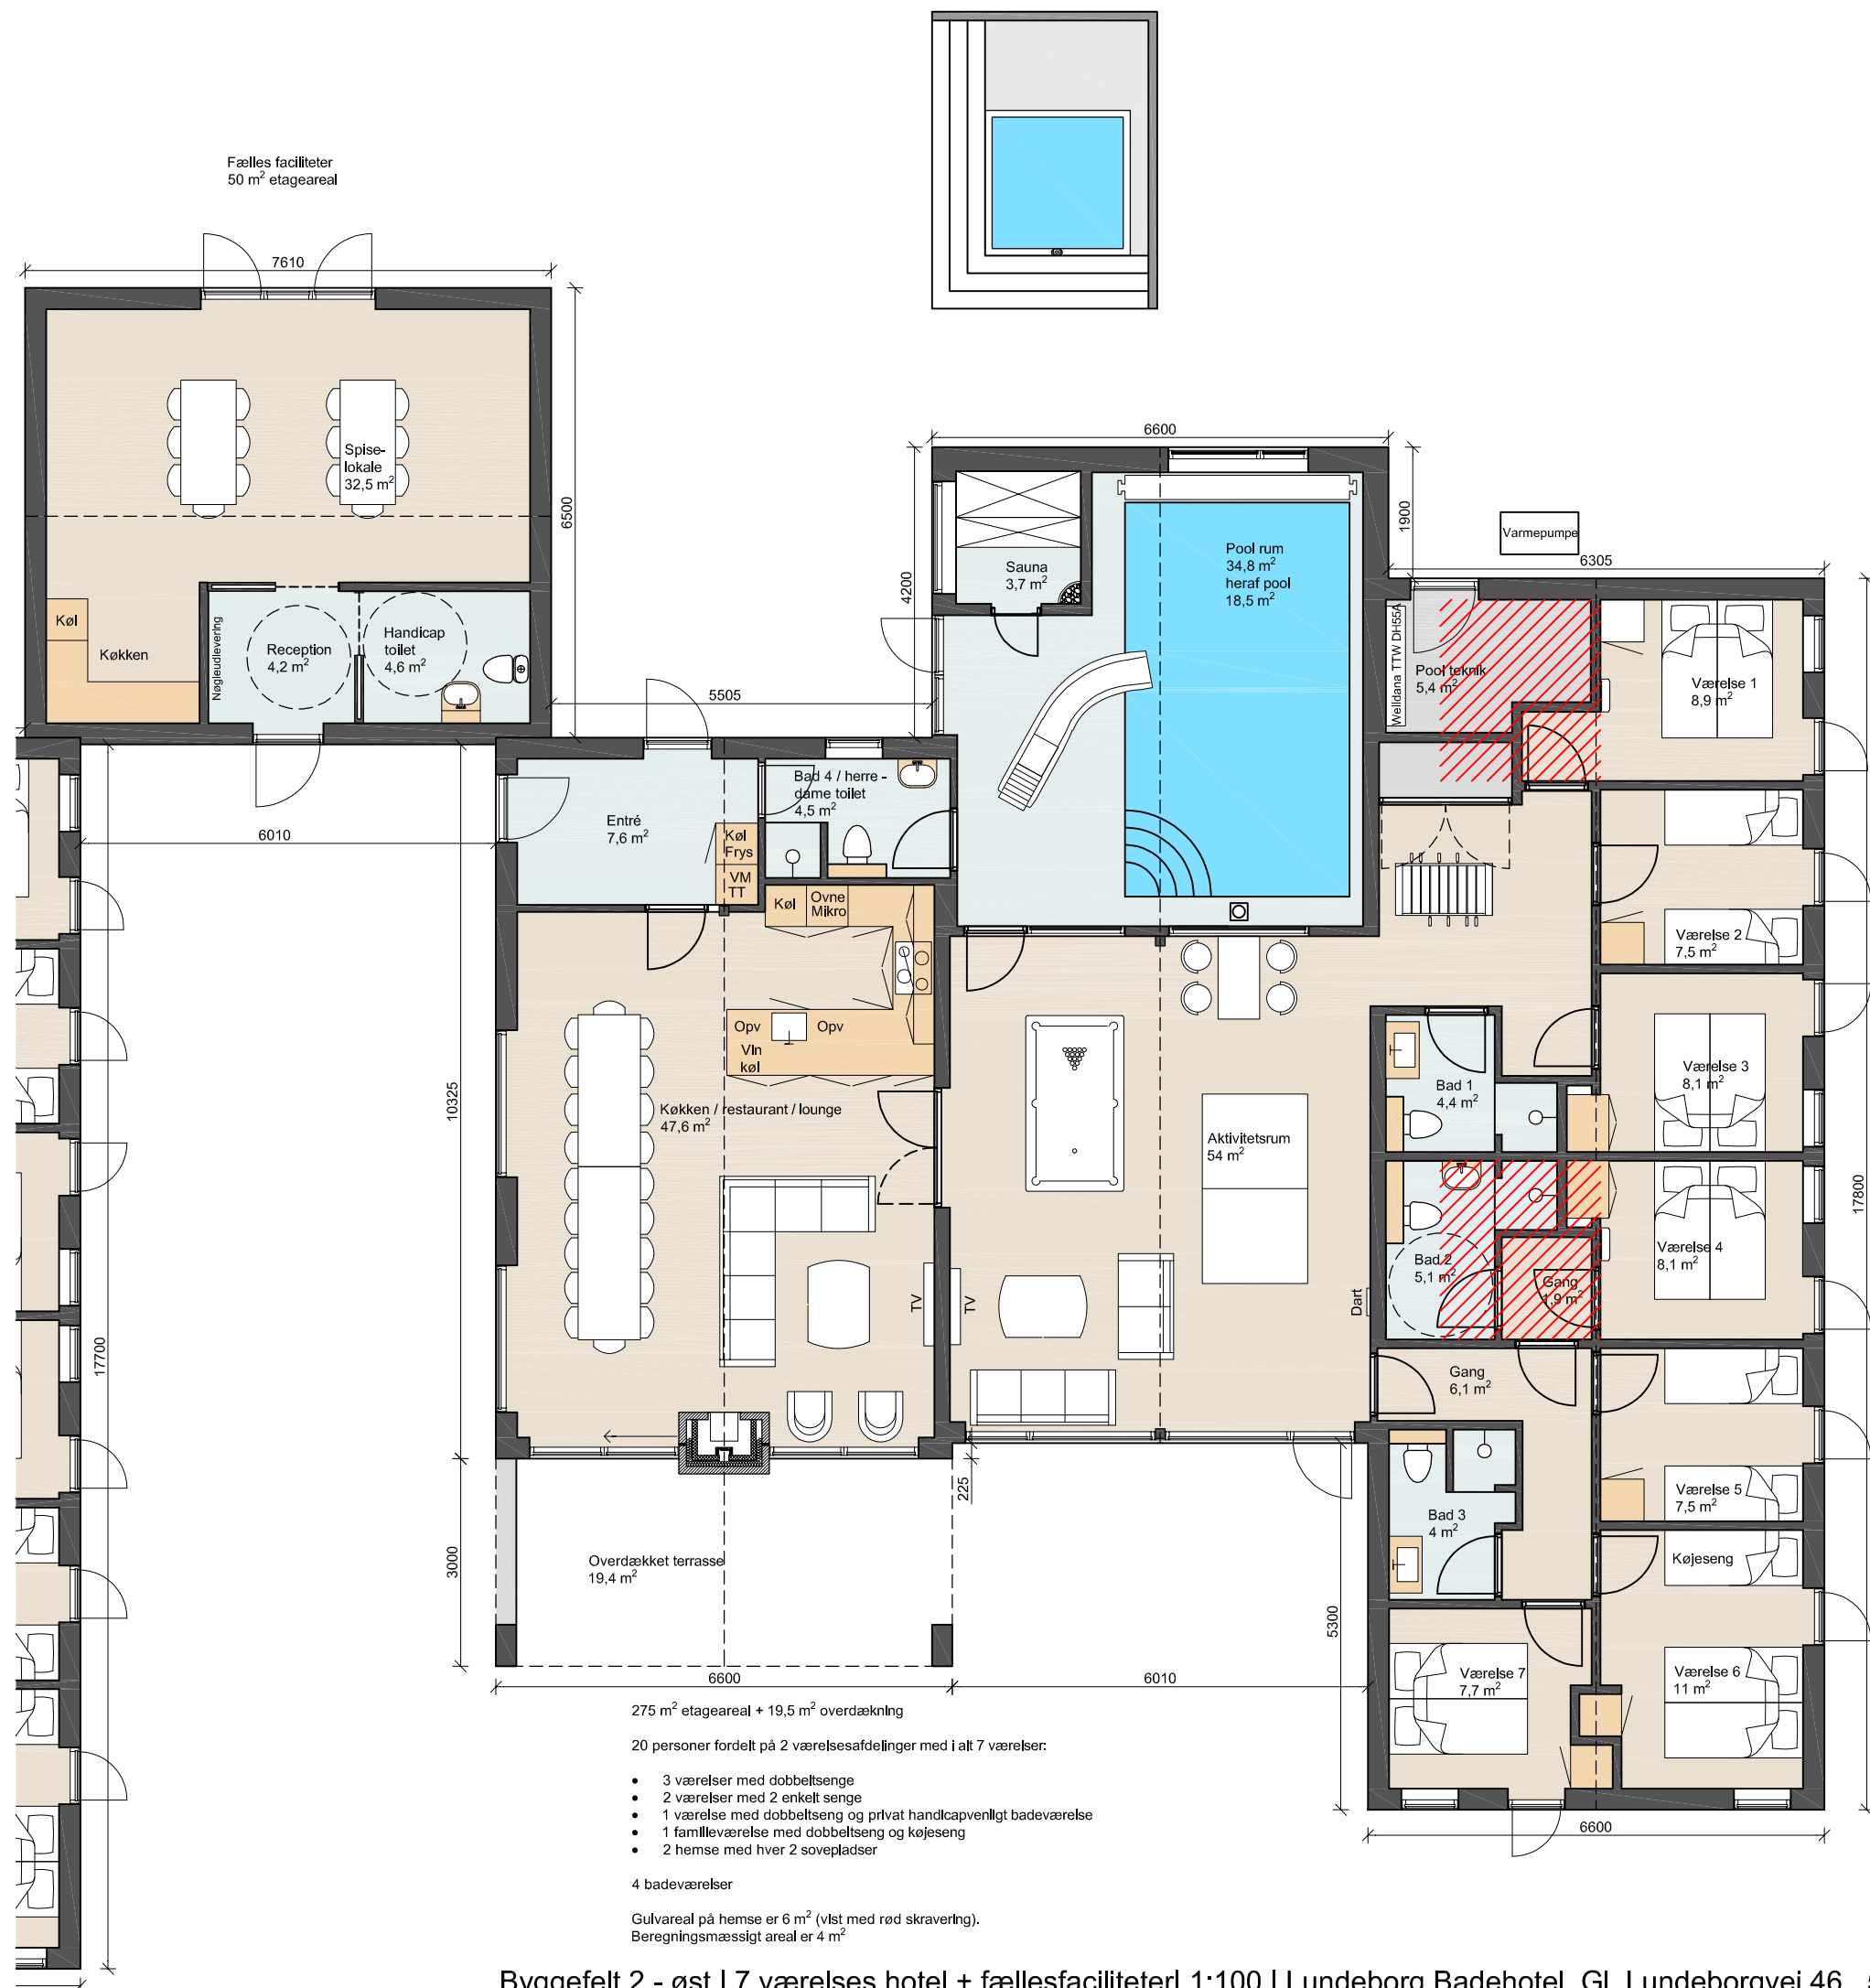 Fælles faciliteter
50 m² etageareal
7610
6500
Spise-
lokale
32,5 m²
Køl
Køkken
Nøgleudlevering
Reception
4,2 m²
Handicap
toilet
4,6 m²
6600
4200
1900
Sauna
3,7 m²
Pool rum
34,8 m²
heraf pool
18,5 m²
Varmepumpe
6305
Welldana TTW DH55A
Pool teknik
5,4 m²
Værelse 1
8,9 m²
5505
6010
Entré
7,6 m²
Bad 4 / herre -
dame toilet
4,5 m²
Køl
Frys
VM
TT
Køl
Ovne
Mikro
Opv
Opv
Vin
køl
Værelse 2
7,5 m²
10325
Køkken / restaurant / lounge
47,6 m²
Aktivitetsrum
54 m²
Bad 1
4,4 m²
Værelse 3
8,1 m²
17800
Bad 2
5,1 m²
Gang
1,9 m²
Værelse 4
8,1 m²
TV
TV
Dart
17700
Gang
6,1 m²
Værelse 5
7,5 m²
225
Bad 3
4 m²
3000
Overdækket terrasse
19,4 m²
Køjeseng
5300
Værelse 7
7,7 m²
Værelse 6
11 m²
6600
6010
6600
275 m² etageareal + 19,5 m² overdækning
20 personer fordelt på 2 værelsesafdelinger med i alt 7 værelser:
• 3 værelser med dobbeltsenge
• 2 værelser med 2 enkelt senge
• 1 værelse med dobbeltseng og privat handicapvenligt badeværelse
• 1 familieværelse med dobbeltseng og køjeseng
• 2 hemse med hver 2 sovepladser
4 badeværelser
Gulvareal på hemse er 6 m² (vist med rød skravering).
Beregningsmæssigt areal er 4 m²
Byggefelt 2 - øst | 7 værelses hotel + fællesfaciliteter| 1:100 | Lundeborg Badehotel, Gl. Lundeborgvej 46